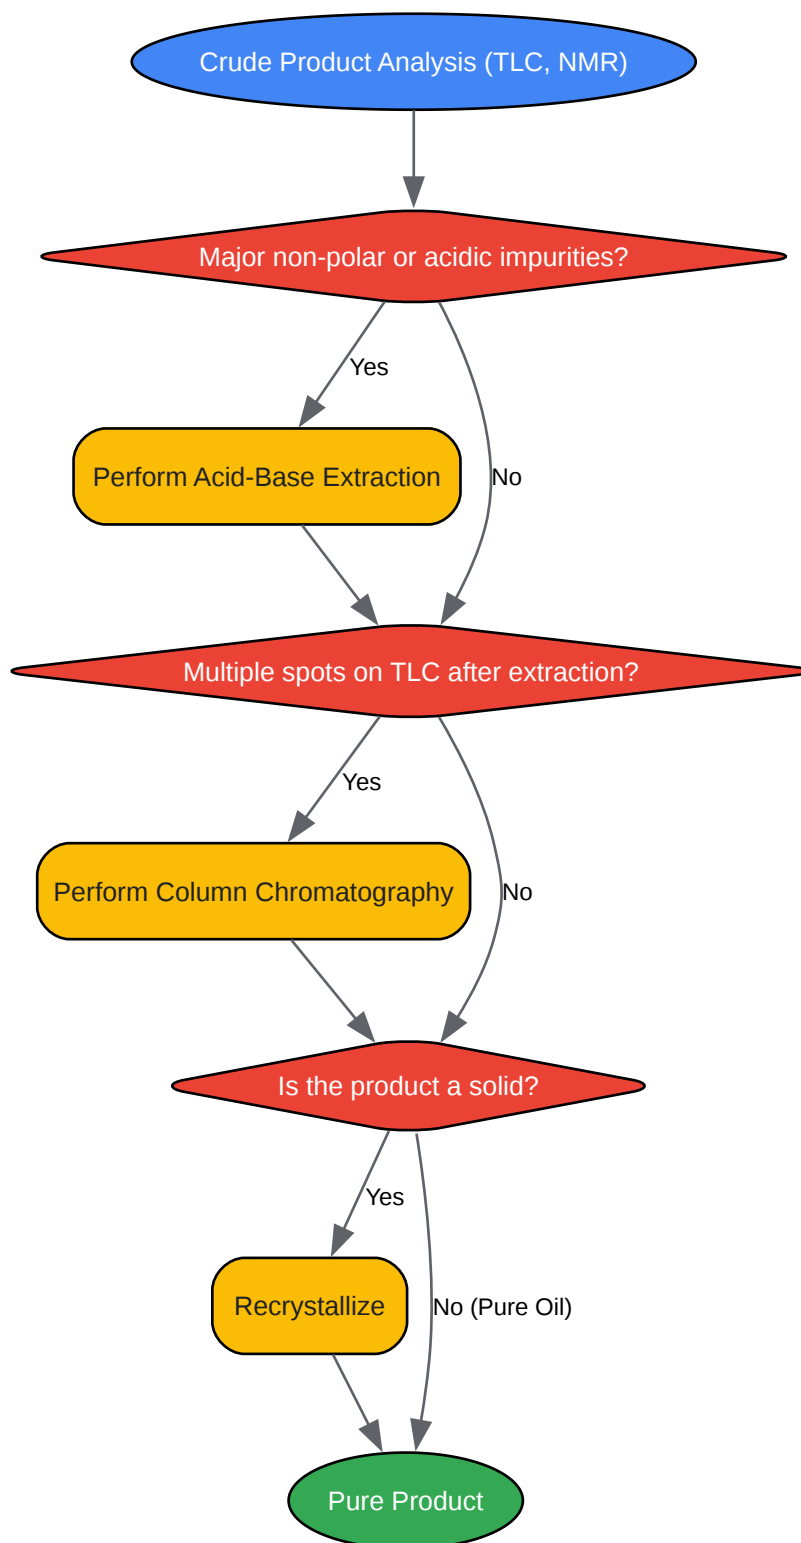 Crude Product Analysis (TLC, NMR)
Major non-polar or acidic impurities?
Yes
Perform Acid-Base Extraction
No
Multiple spots on TLC after extraction?
Yes
Perform Column Chromatography
No
Is the product a solid?
Yes
Recrystallize
No (Pure Oil)
Pure Product